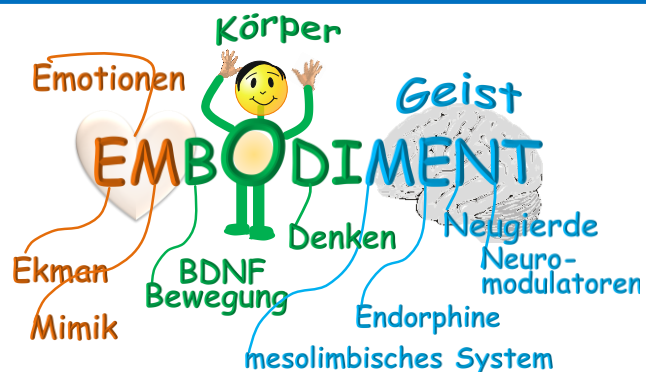 Körper
Emotionen
Geist
EMBODIMENT
Neugierde
Denken
Neuro-
modulatoren
Ekman
BDNF
Bewegung
Endorphine
Mimik
mesolimbisches System